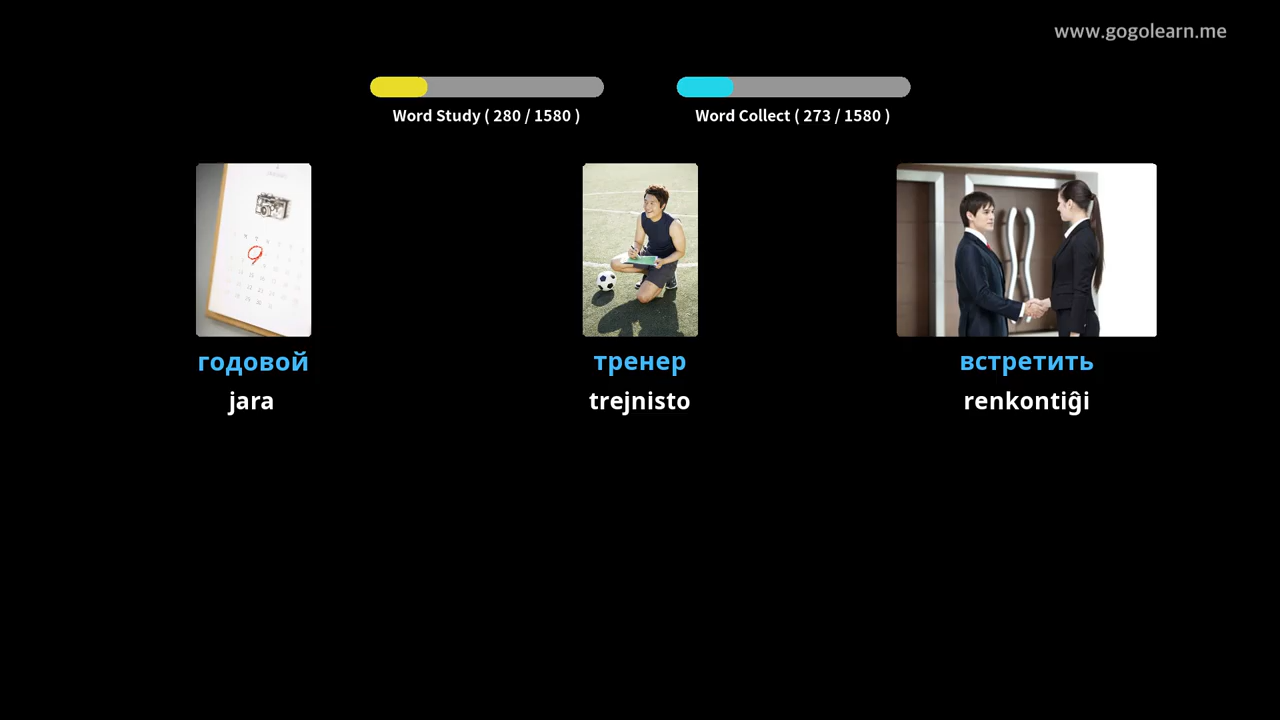 www.gogolearn.me
Word Study ( 280 / 1580 )
Word Collect ( 273 / 1580 )
годовой
тренер
встретить
jara
trejnisto
renkontiĝi